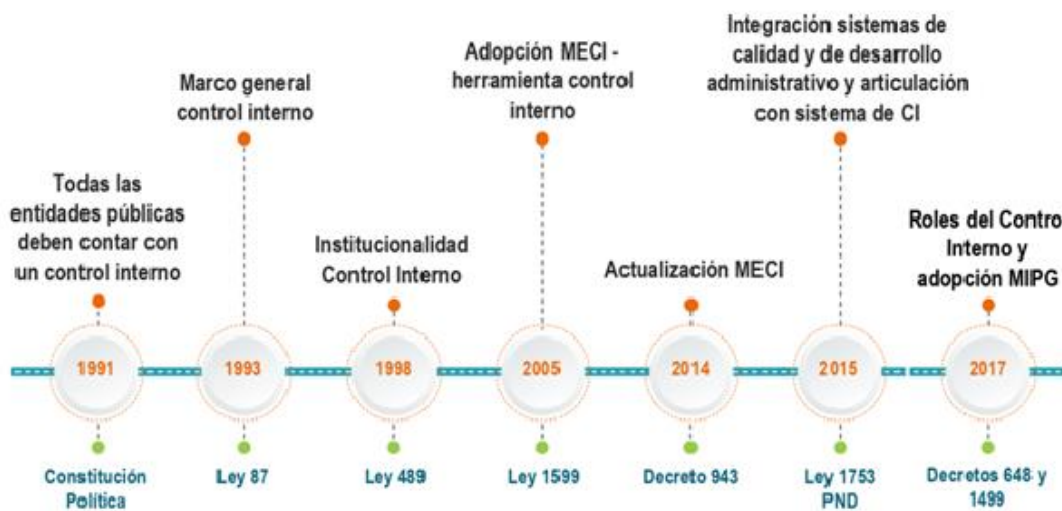 Todas las
entidades públicas
deben contar con
un control interno
1991
Constitución
Política
Marco general
control interno
1993
Ley 87
Institucionalidad
Control Interno
1998
Ley 489
Adopción MECI -
herramienta control
interno
2005
Ley 1599
Actualización MECI
2014
Decreto 943
Integración sistemas de
calidad y de desarrollo
administrativo y articulación
con sistema de CI
2015
Ley 1753
PND
Roles del Contro
Interno y
adopción MIPG
2017
Decretos 648 y
1499